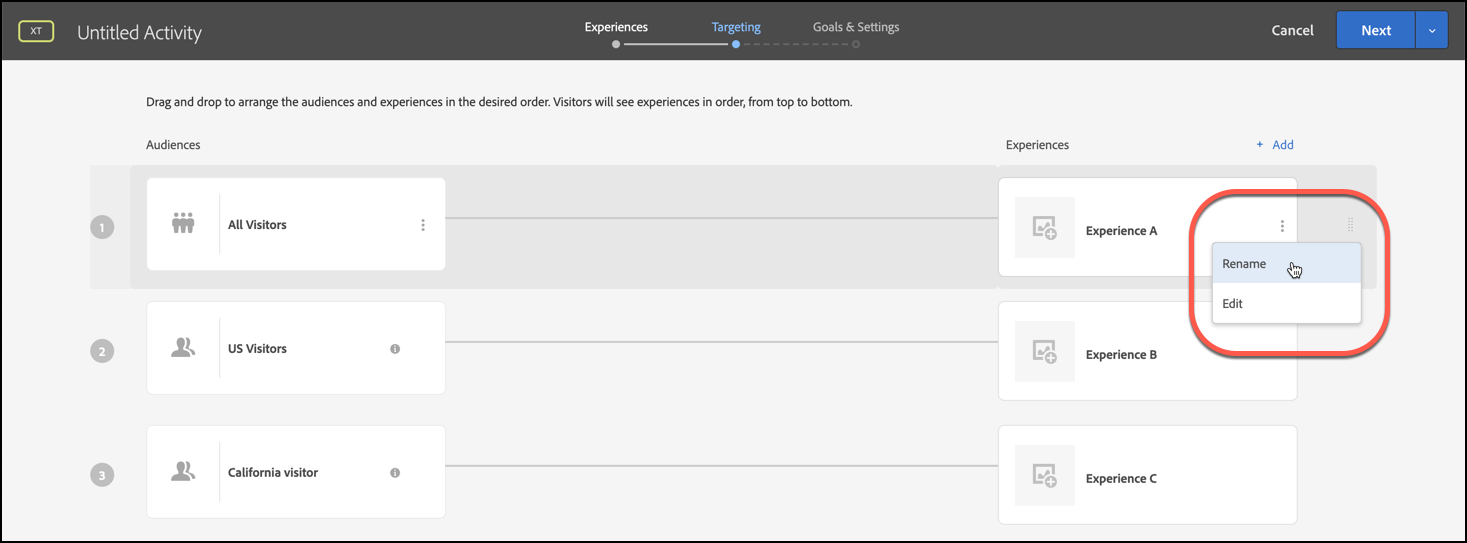 XT
Untitled Activity
Experiences
Targeting
Goals & Settings
Cancel
Next
Drag and drop to arrange the audiences and experiences in the desired order. Visitors will see experiences in order, from top to bottom.
Audiences
Experiences
+ Add
1
All Visitors
Experience A
Rename
Edit
2
US Visitors
Experience B
3
California visitor
Experience C